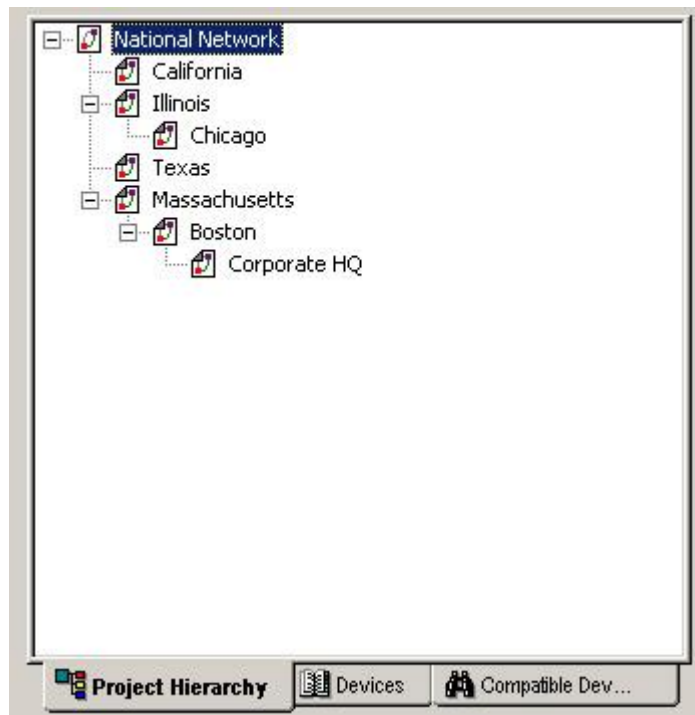 National Network
California
Illinois
Chicago
Texas
Massachusetts
Boston
Corporate HQ
Project Hierarchy Devices Compatible Dev...